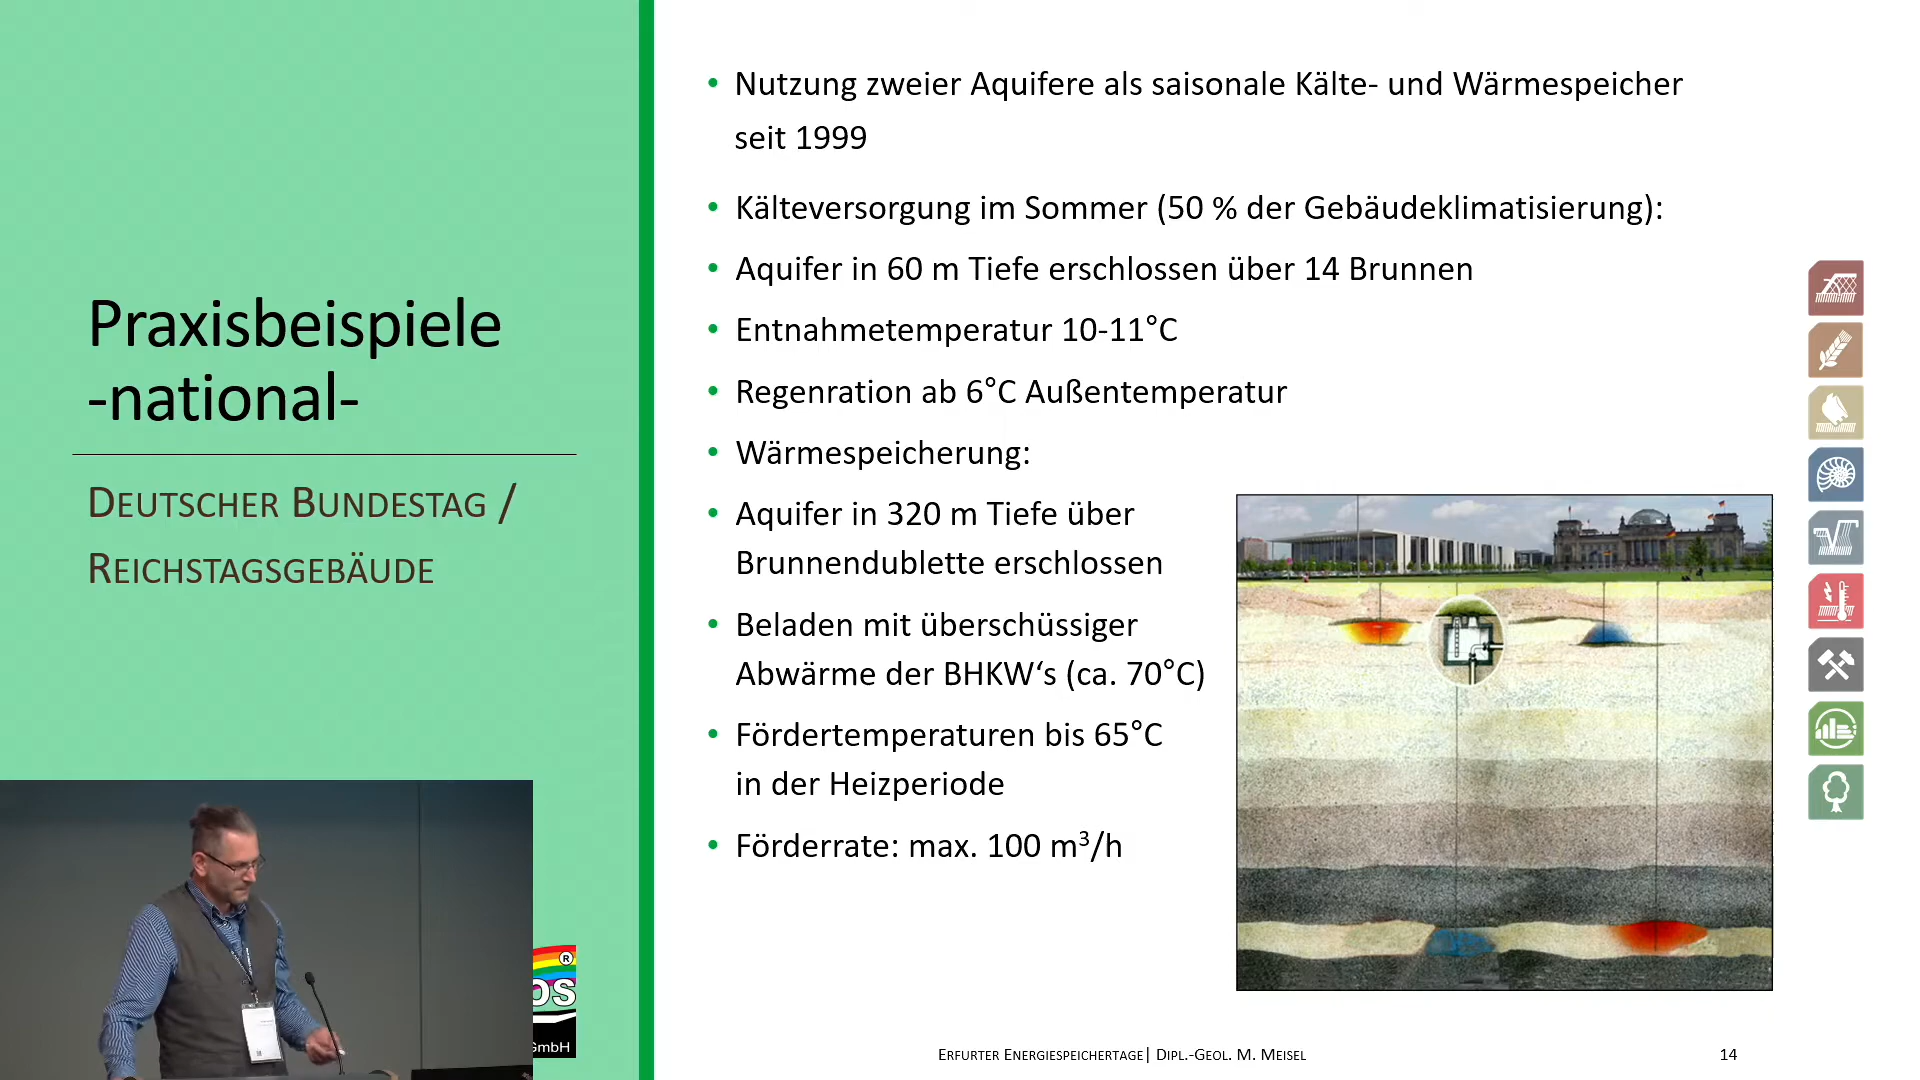 Praxisbeispiele
-national-
Deutscher Bundestag /
Reichstagsgebäude
• Nutzung zweier Aquifere als saisonale Kälte- und Wärmespeicher
seit 1999
• Kälteversorgung im Sommer (50 % der Gebäudeklimatisierung):
• Aquifer in 60 m Tiefe erschlossen über 14 Brunnen
• Entnahmetemperatur 10-11°C
• Regenration ab 6°C Außentemperatur
• Wärmespeicherung:
• Aquifer in 320 m Tiefe über
Brunnendublette erschlossen
• Beladen mit überschüssiger
Abwärme der BHKW‘s (ca. 70°C)
• Fördertemperaturen bis 65°C
in der Heizperiode
• Förderrate: max. 100 m³/h
®
OS
GmbH
Erfurter Energiespeichertage| Dipl.-Geol. M. Meisel
14